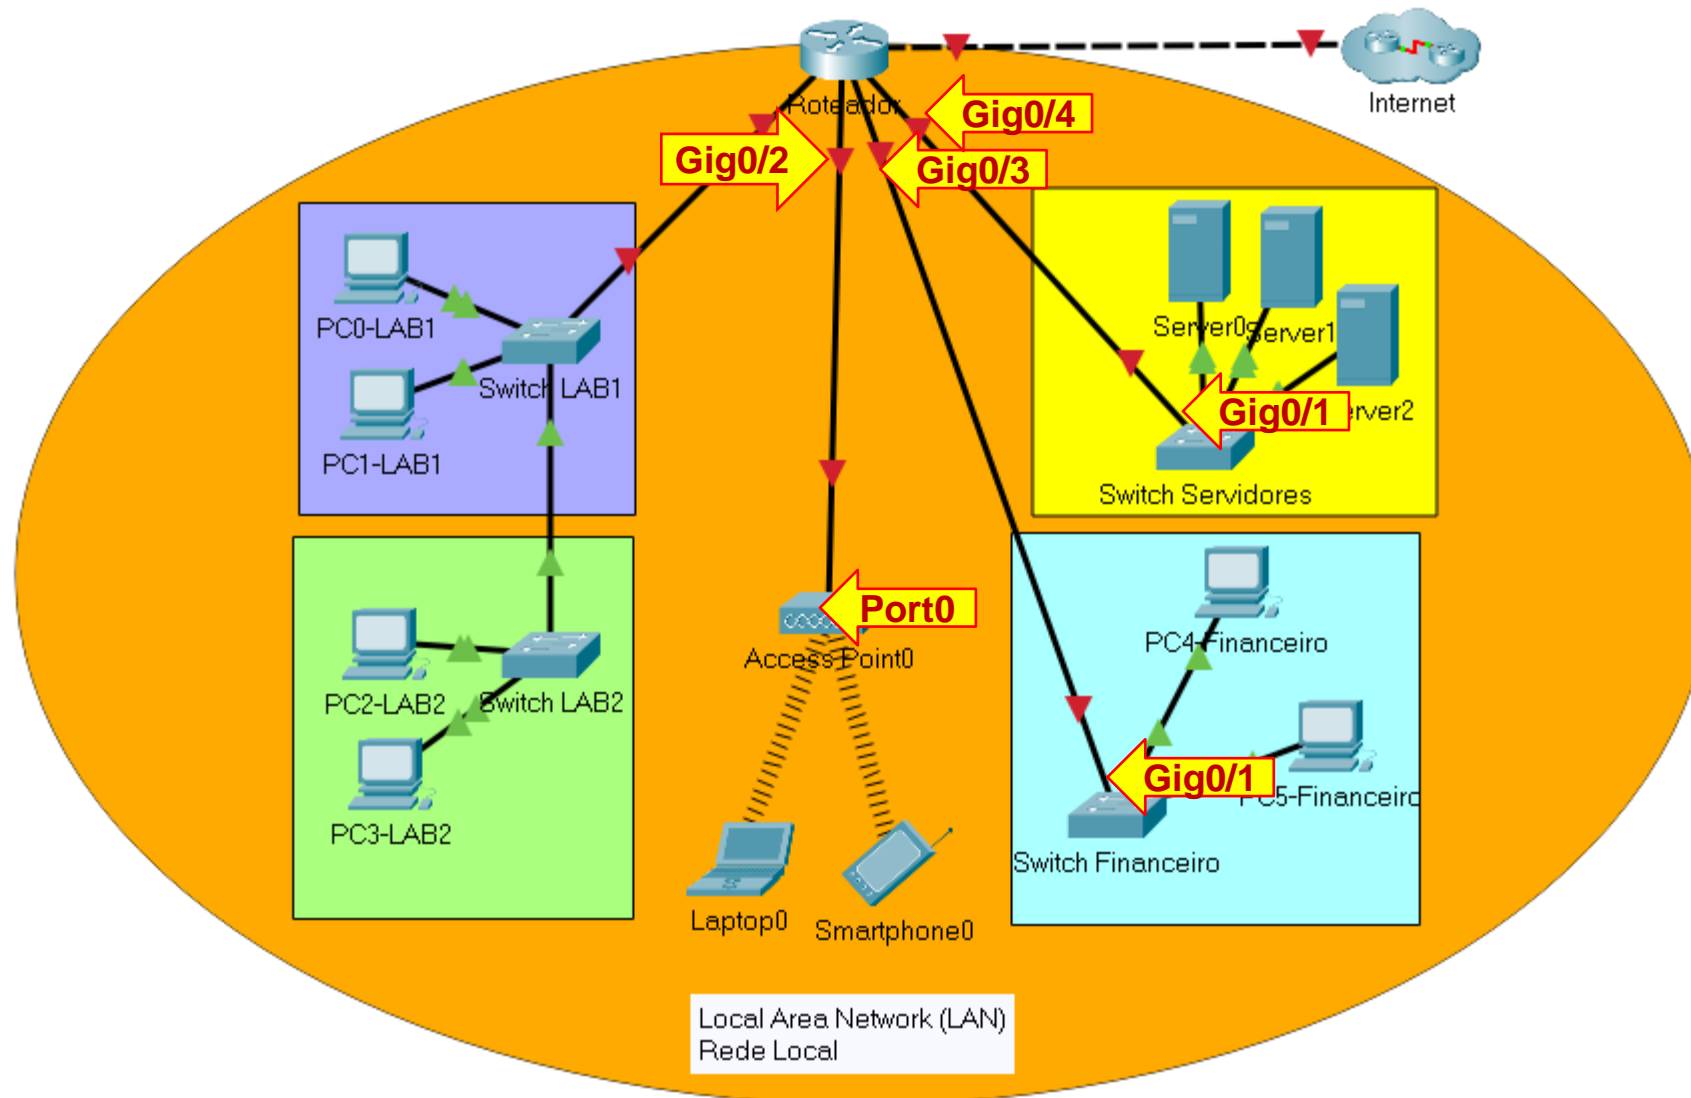 Roteador
Internet
Gig0/4
Gig0/2
Gig0/3
PC0-LAB1
Switch LAB1
PC1-LAB1
Server0
Server1
Gig0/1
Switch Servidores
PC2-LAB2
Switch LAB2
PC3-LAB2
Port0
Access Point0
Laptop0
Smartphone0
PC4-Financeiro
Gig0/1
PC5-Financeiro
Switch Financeiro
Local Area Network (LAN)
Rede Local